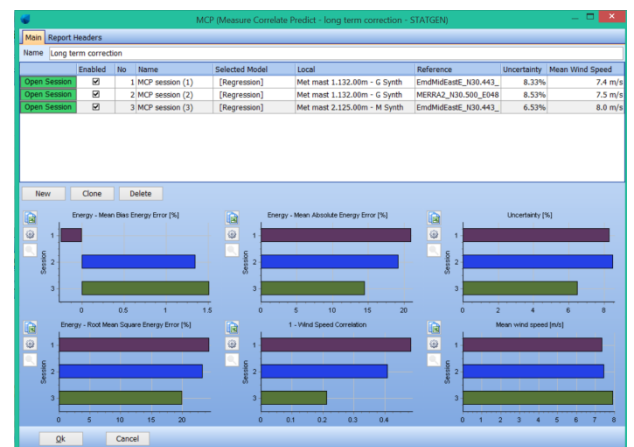 MCP (Measure Correlate Predict - long term correction - STATGEN)
Main Report Headers
Name Long term correction
Enabled No Name Selected Model Local Reference Uncertainty Mean Wind Speed
Open Session 1 MCP session (1) [Regression] Met mast 1.132.00m - G Synth EmdMidEastE_N30.443_ 8.33% 7.4 m/s
Open Session 2 MCP session (2) [Regression] Met mast 1.132.00m - G Synth MERRA2_N30.500_E048 8.53% 7.5 m/s
Open Session 3 MCP session (3) [Regression] Met mast 2.125.00m - M Synth EmdMidEastE_N30.443_ 6.53% 8.0 m/s
New Clone Delete
Energy - Mean Bias Energy Error [%]
Session
1
2
3
0 0.5 1 1.5
Energy - Mean Absolute Energy Error [%]
Session
1
2
3
0 5 10 15 20
Uncertainty [%]
Session
1
2
3
0 2 4 6 8
Energy - Root Mean Square Energy Error [%]
Session
1
2
3
0 5 10 15 20
1 - Wind Speed Correlation
Session
1
2
3
0 0.1 0.2 0.3 0.4
Mean wind speed [m/s]
Session
1
2
3
0 1 2 3 4 5 6 7 8
Ok Cancel